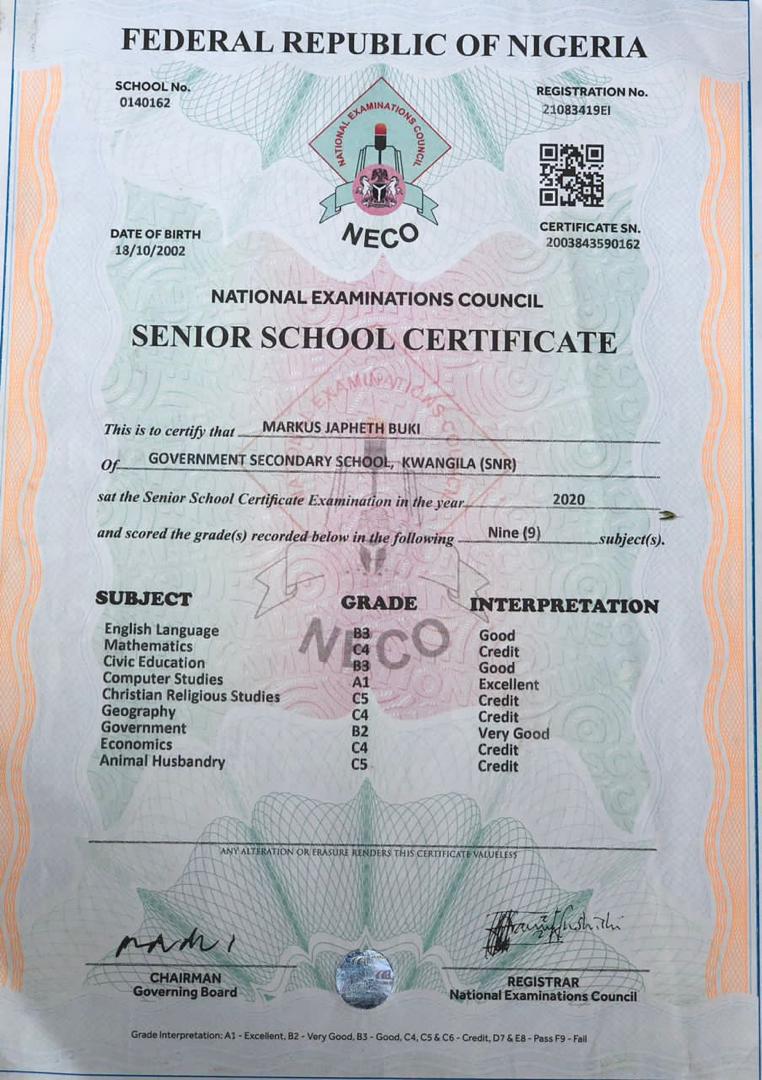 FEDERAL REPUBLIC OF NIGERIA
SCHOOL No.
0140162
REGISTRATION No.
21083419EI
NATIONAL EXAMINATIONS COUNCIL
NECO
DATE OF BIRTH
18/10/2002
CERTIFICATE SN.
2003843590162
NATIONAL EXAMINATIONS COUNCIL
SENIOR SCHOOL CERTIFICATE
This is to certify that MARKUS JAPHETH BUKI
Of GOVERNMENT SECONDARY SCHOOL, KWANGILA (SNR)
sat the Senior School Certificate Examination in the year 2020
and scored the grade(s) recorded below in the following Nine (9) subject(s).
SUBJECT GRADE INTERPRETATION
English Language B3 Good
Mathematics C4 Credit
Civic Education B3 Good
Computer Studies A1 Excellent
Christian Religious Studies C5 Credit
Geography C4 Credit
Government B2 Very Good
Economics C4 Credit
Animal Husbandry C5 Credit
NECO
ANY ALTERATION OR ERASURE RENDERS THIS CERTIFICATE VALUELESS
CHAIRMAN
Governing Board
REGISTRAR
National Examinations Council
Grade Interpretation: A1 - Excellent, B2 - Very Good, B3 - Good, C4, C5 & C6 - Credit, D7 & E8 - Pass F9 - Fail